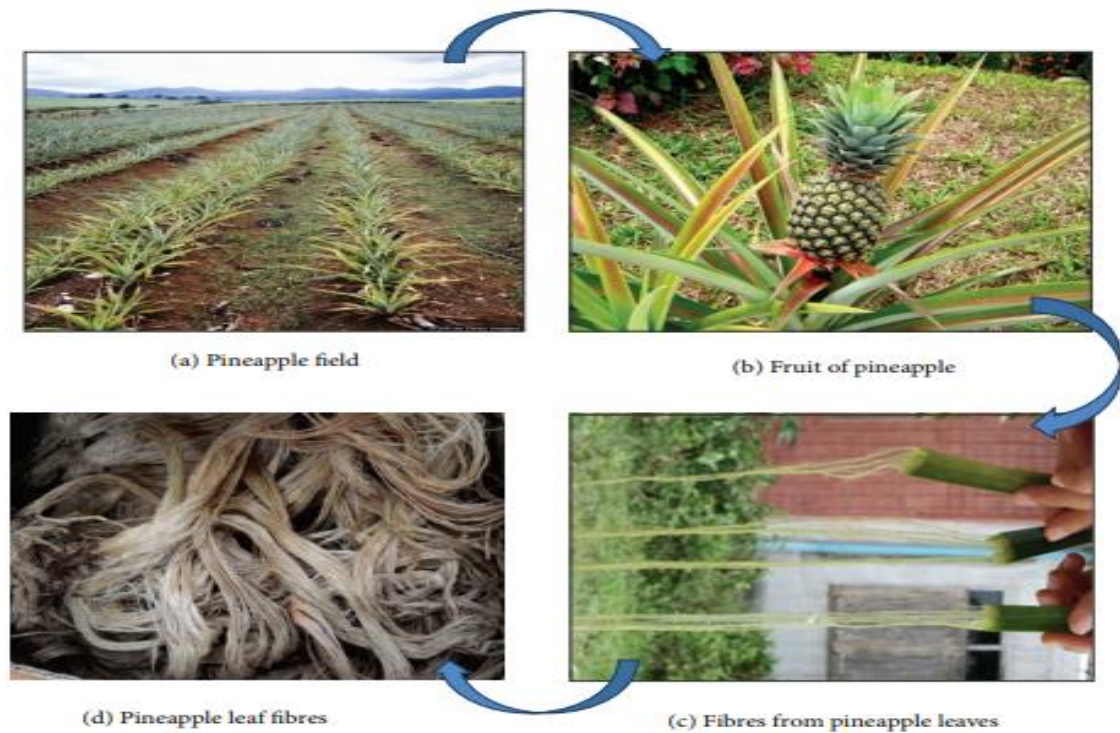 (a) Pineapple field
(b) Fruit of pineapple
(d) Pineapple leaf fibres
(c) Fibres from pineapple leaves